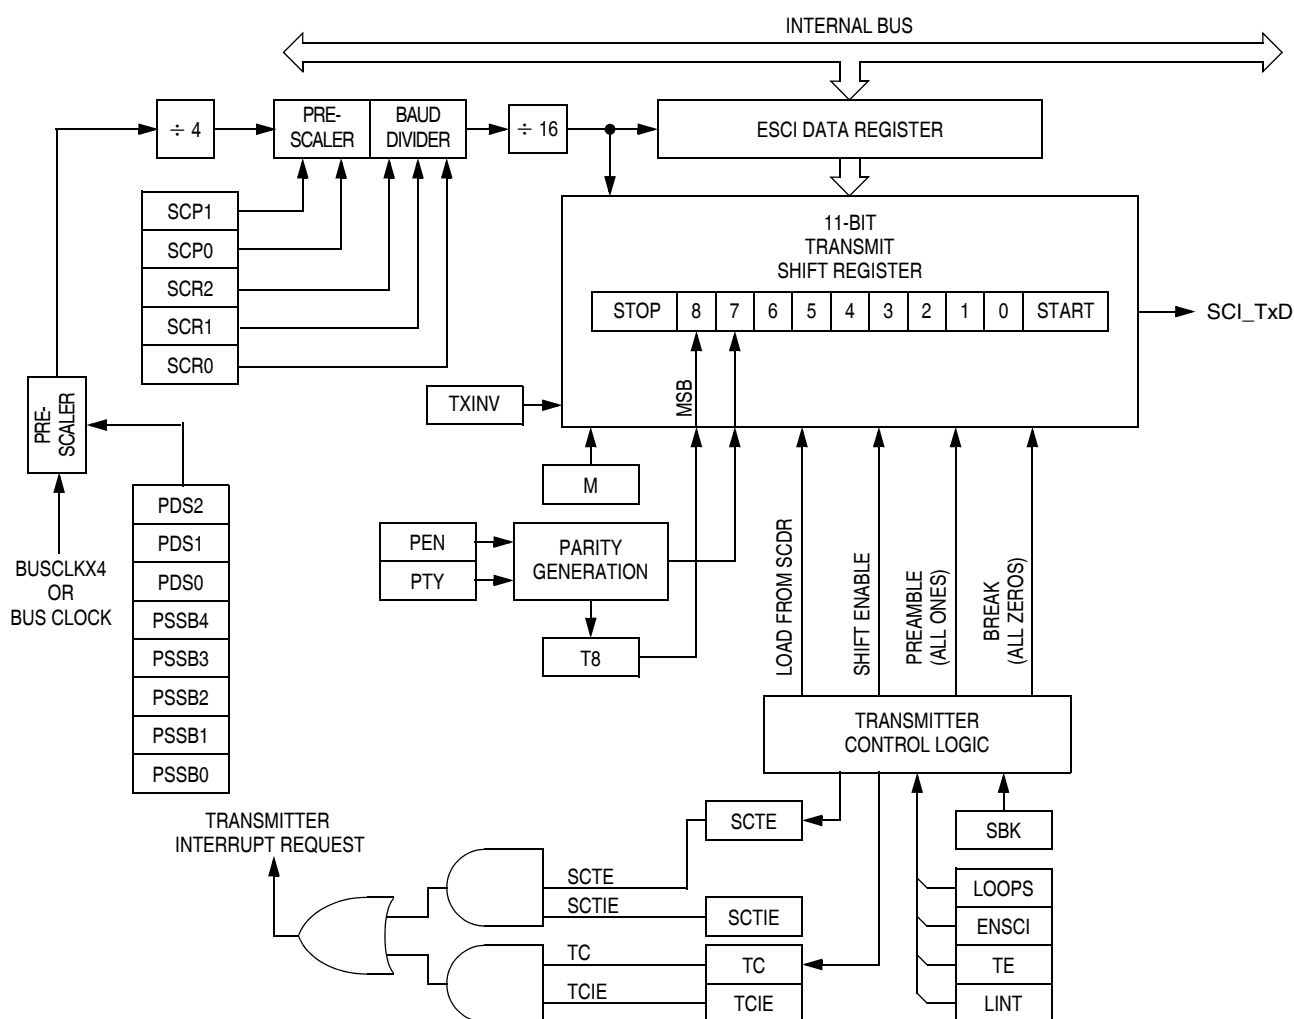 INTERNAL BUS
÷ 4
PRE-
SCALER
BAUD
DIVIDER
÷ 16
ESCI DATA REGISTER
SCP1
SCP0
SCR2
SCR1
SCR0
11-BIT
TRANSMIT
SHIFT REGISTER
STOP 8 7 6 5 4 3 2 1 0 START
SCI_TxD
TXINV
MSB
PRE-
SCALER
M
PDS2
PDS1
PDS0
PSSB4
PSSB3
PSSB2
PSSB1
PSSB0
BUSCLKX4
OR
BUS CLOCK
PEN
PTY
PARITY
GENERATION
T8
LOAD FROM SCDR
SHIFT ENABLE
PREAMBLE
(ALL ONES)
BREAK
(ALL ZEROS)
TRANSMITTER
CONTROL LOGIC
TRANSMITTER
INTERRUPT REQUEST
SCTE
SBK
SCTE
SCTIE
SCTIE
TC
TC
TCIE
TCIE
LOOPS
ENSCI
TE
LINT